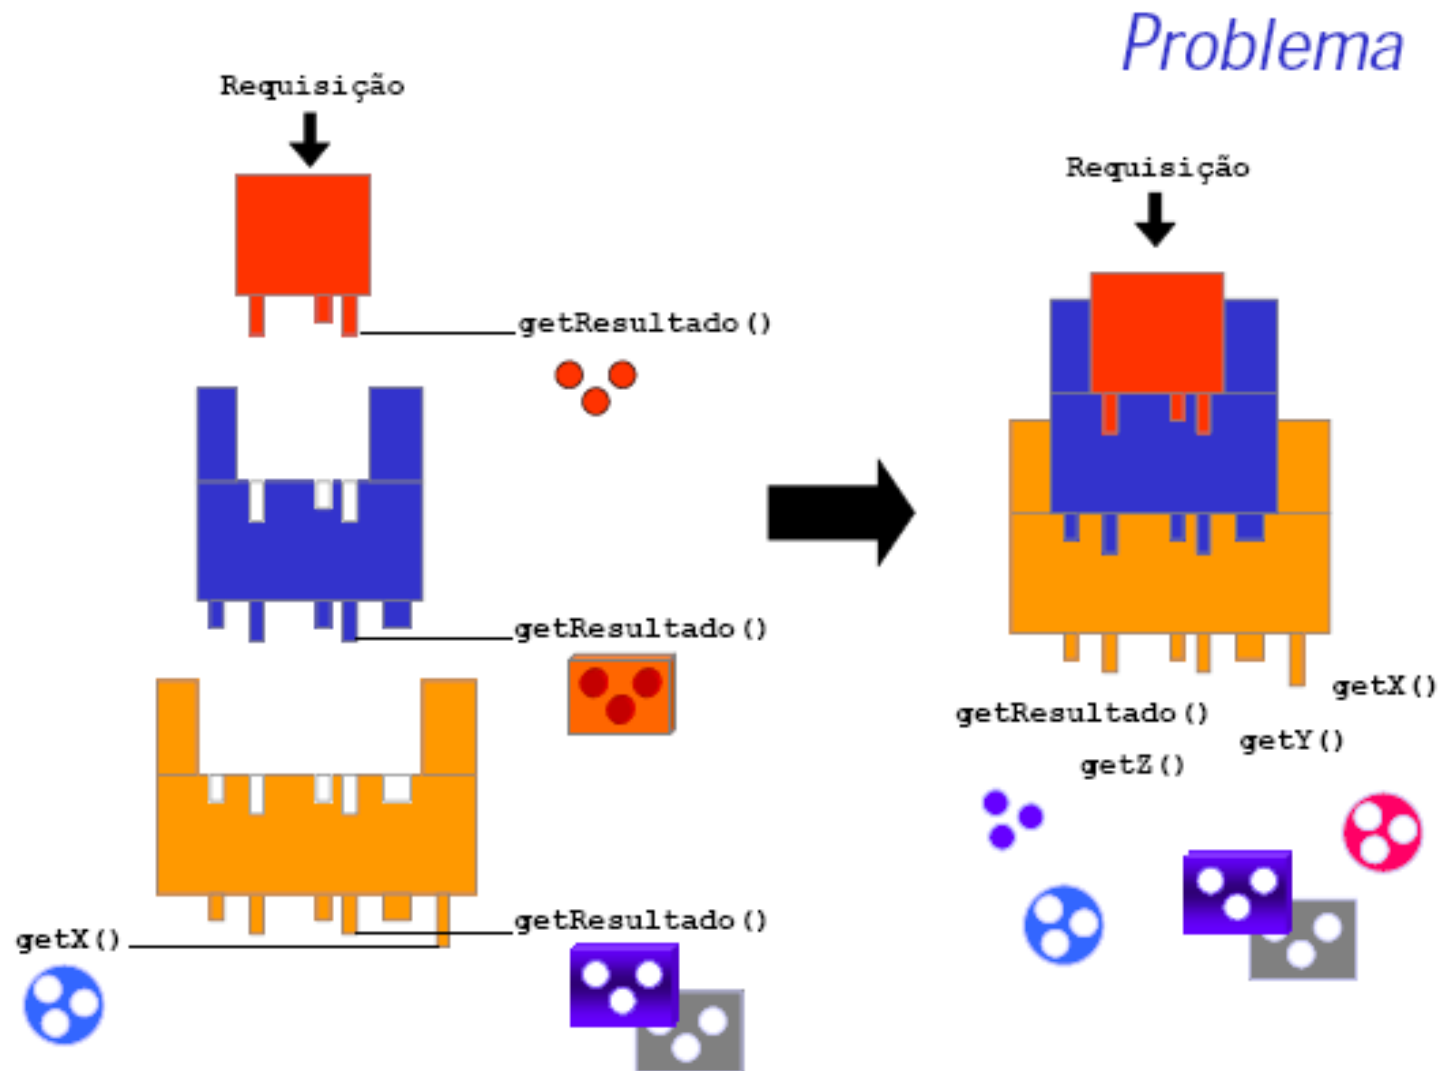 Problema
Requisição
getResultado()
getResultado()
getResultado()
getX()
Requisição
getX()
getResultado()
getY()
getZ()